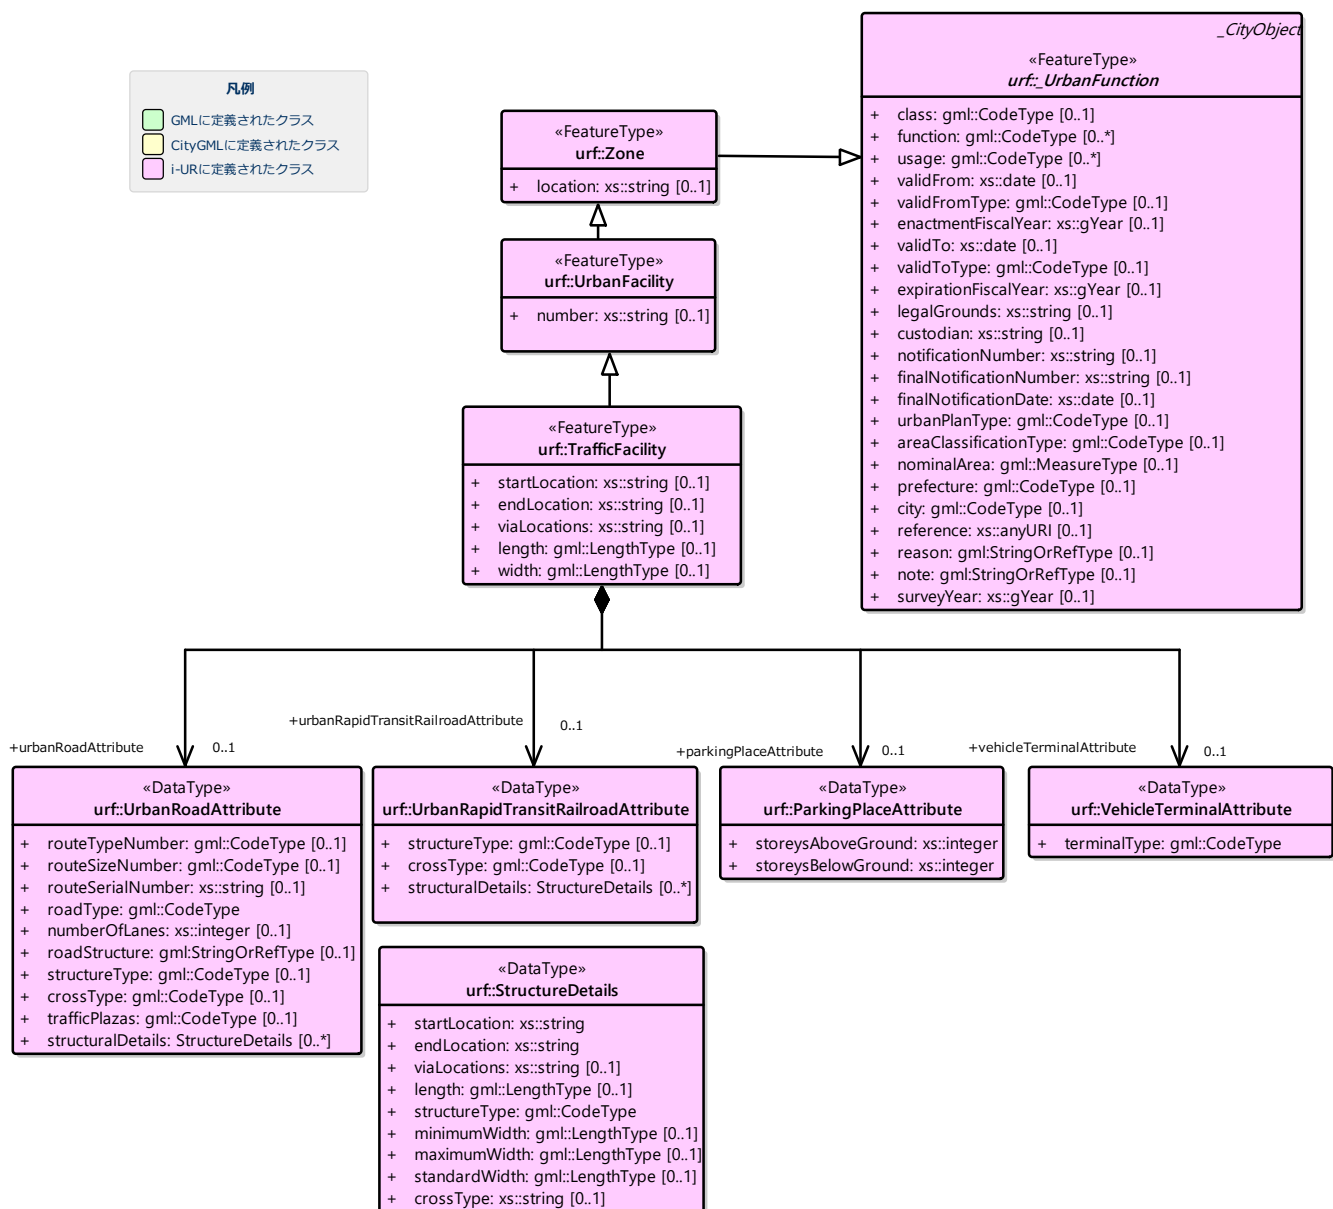 凡例
GMLに定義されたクラス
CityGMLに定義されたクラス
i-URに定義されたクラス
_CityObject
«FeatureType»
urf::_UrbanFunction
+ class: gml::CodeType [0..1]
+ function: gml::CodeType [0..*]
+ usage: gml::CodeType [0..*]
+ validFrom: xs::date [0..1]
+ validFromType: gml::CodeType [0..1]
+ enactmentFiscalYear: xs::gYear [0..1]
+ validTo: xs::date [0..1]
+ validToType: gml::CodeType [0..1]
+ expirationFiscalYear: xs::gYear [0..1]
+ legalGrounds: xs::string [0..1]
+ custodian: xs::string [0..1]
+ notificationNumber: xs::string [0..1]
+ finalNotificationNumber: xs::string [0..1]
+ finalNotificationDate: xs::date [0..1]
+ urbanPlanType: gml::CodeType [0..1]
+ areaClassificationType: gml::CodeType [0..1]
+ nominalArea: gml::MeasureType [0..1]
+ prefecture: gml::CodeType [0..1]
+ city: gml::CodeType [0..1]
+ reference: xs::anyURI [0..1]
+ reason: gml:StringOrRefType [0..1]
+ note: gml:StringOrRefType [0..1]
+ surveyYear: xs::gYear [0..1]
«FeatureType»
urf::Zone
+ location: xs::string [0..1]
«FeatureType»
urf::UrbanFacility
+ number: xs::string [0..1]
«FeatureType»
urf::TrafficFacility
+ startLocation: xs::string [0..1]
+ endLocation: xs::string [0..1]
+ viaLocations: xs::string [0..1]
+ length: gml::LengthType [0..1]
+ width: gml::LengthType [0..1]
+urbanRoadAttribute
0..1
+urbanRapidTransitRailroadAttribute
0..1
+parkingPlaceAttribute
0..1
+vehicleTerminalAttribute
0..1
«DataType»
urf::UrbanRoadAttribute
+ routeTypeNumber: gml::CodeType [0..1]
+ routeSizeNumber: gml::CodeType [0..1]
+ routeSerialNumber: xs::string [0..1]
+ roadType: gml::CodeType
+ numberOfLanes: xs::integer [0..1]
+ roadStructure: gml:StringOrRefType [0..1]
+ structureType: gml::CodeType [0..1]
+ crossType: gml::CodeType [0..1]
+ trafficPlazas: gml::CodeType [0..1]
+ structuralDetails: StructureDetails [0..*]
«DataType»
urf::UrbanRapidTransitRailroadAttribute
+ structureType: gml::CodeType [0..1]
+ crossType: gml::CodeType [0..1]
+ structuralDetails: StructureDetails [0..*]
«DataType»
urf::ParkingPlaceAttribute
+ storeysAboveGround: xs::integer
+ storeysBelowGround: xs::integer
«DataType»
urf::VehicleTerminalAttribute
+ terminalType: gml::CodeType
«DataType»
urf::StructureDetails
+ startLocation: xs::string
+ endLocation: xs::string
+ viaLocations: xs::string [0..1]
+ length: gml::LengthType [0..1]
+ structureType: gml::CodeType
+ minimumWidth: gml::LengthType [0..1]
+ maximumWidth: gml::LengthType [0..1]
+ standardWidth: gml::LengthType [0..1]
+ crossType: xs::string [0..1]